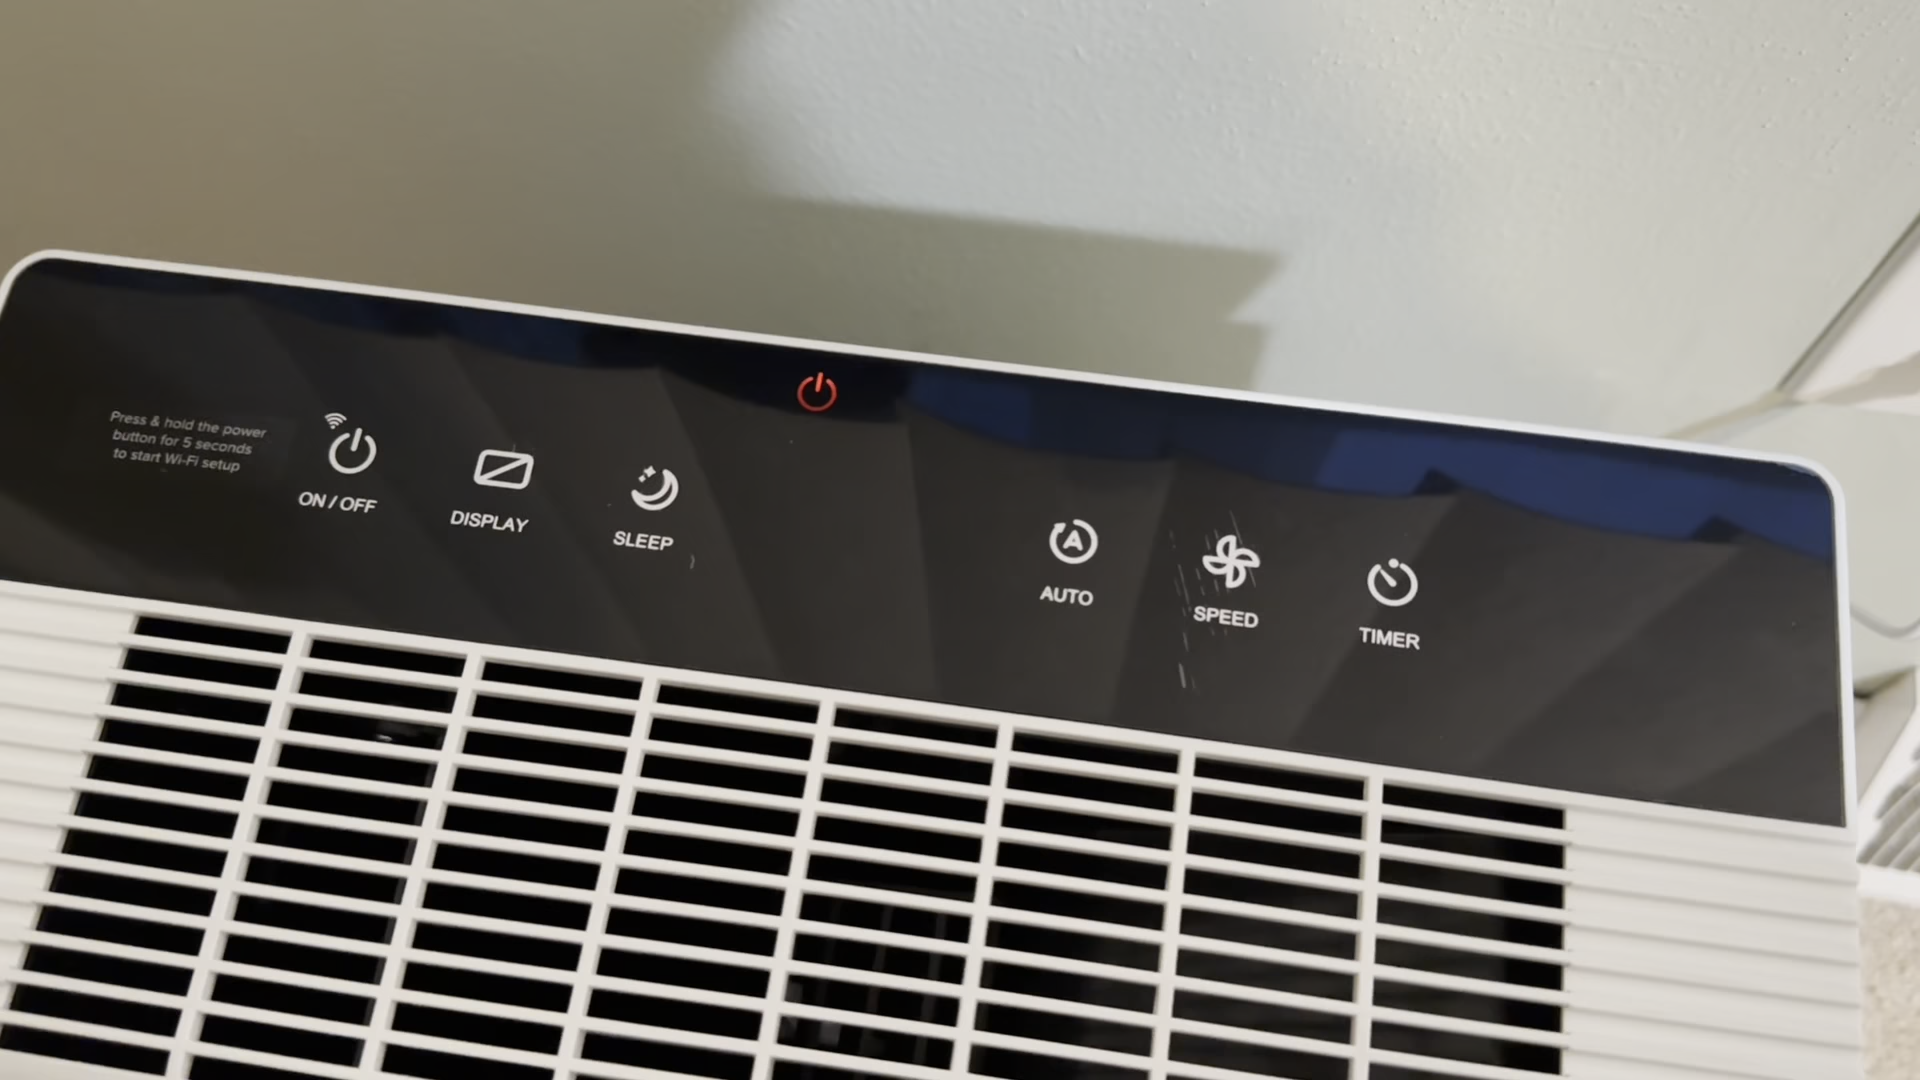 Press & hold the power
button for 5 seconds
to start Wi-Fi setup
ON / OFF
DISPLAY
SLEEP
A
AUTO
SPEED
TIMER